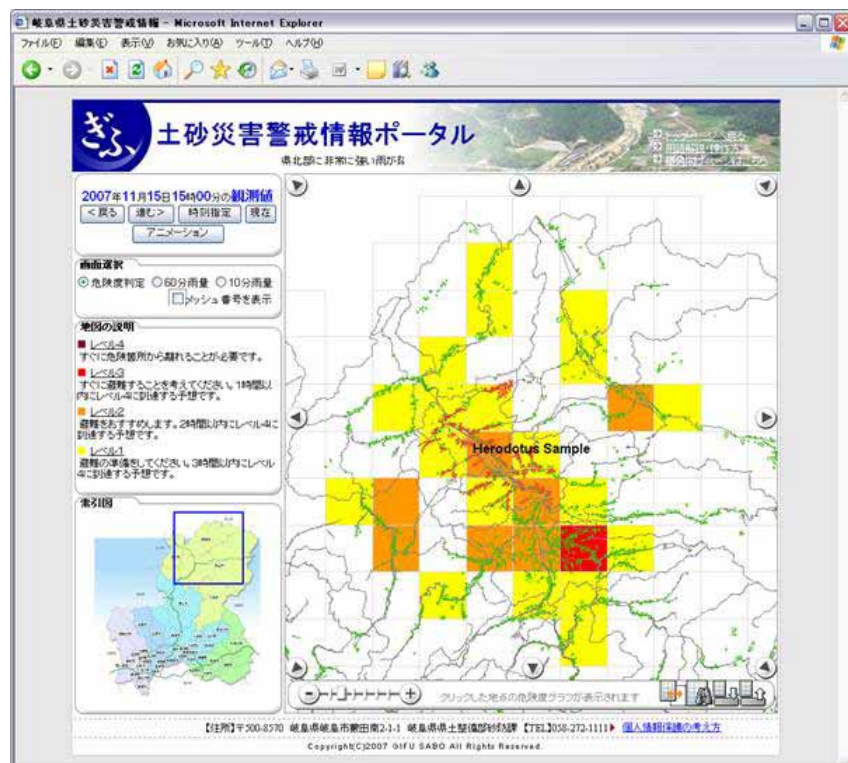 岐阜県土砂災害警戒情報 - Microsoft Internet Explorer
ファイル(F) 編集(E) 表示(V) お気に入り(A) ツール(T) ヘルプ(H)
ぎふ
土砂災害警戒情報ポータル
県北部に非常に強い雨が
2007年11月15日15時00分の観測値
<戻る 進む> 時刻指定 現在
アニメーション
画面選択
危険度判定 60分雨量 10分雨量
メッシュ番号を表示
地図の説明
レベル4
すぐに危険箇所から離れることが必要です。
レベル3
すぐに避難することを考えてください。1時間以
内にレベル4に到達する予想です。
レベル2
避難をおすすめします。2時間以内にレベル4に
到達する予想です。
レベル1
避難の準備をしてください。3時間以内にレベル
4に到達する予想です。
索引図
Herodotus Sample
クリックした地点の危険度グラフが表示されます
【住所】〒500-8570 岐阜県岐阜市薮田南2-1-1 岐阜県県土整備部砂防課 【TEL】058-272-1111 個人情報保護の考え方
Copyright(C)2007 GIFU SABO All Rights Reserved.